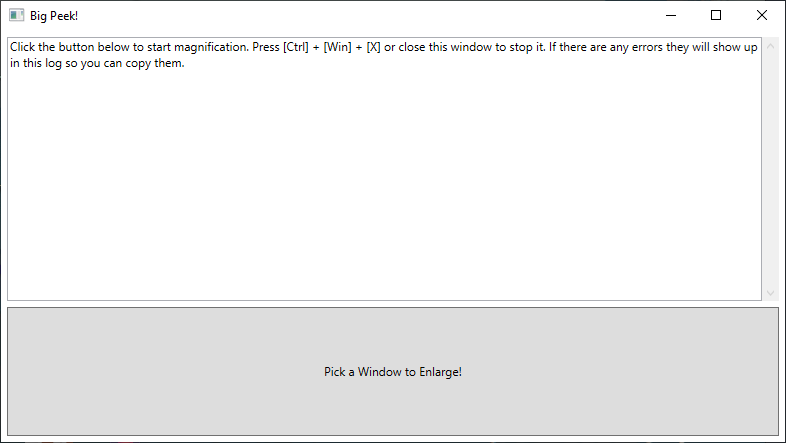 Big Peek!
Click the button below to start magnification. Press [Ctrl] + [Win] + [X] or close this window to stop it. If there are any errors they will show up
in this log so you can copy them.
Pick a Window to Enlarge!